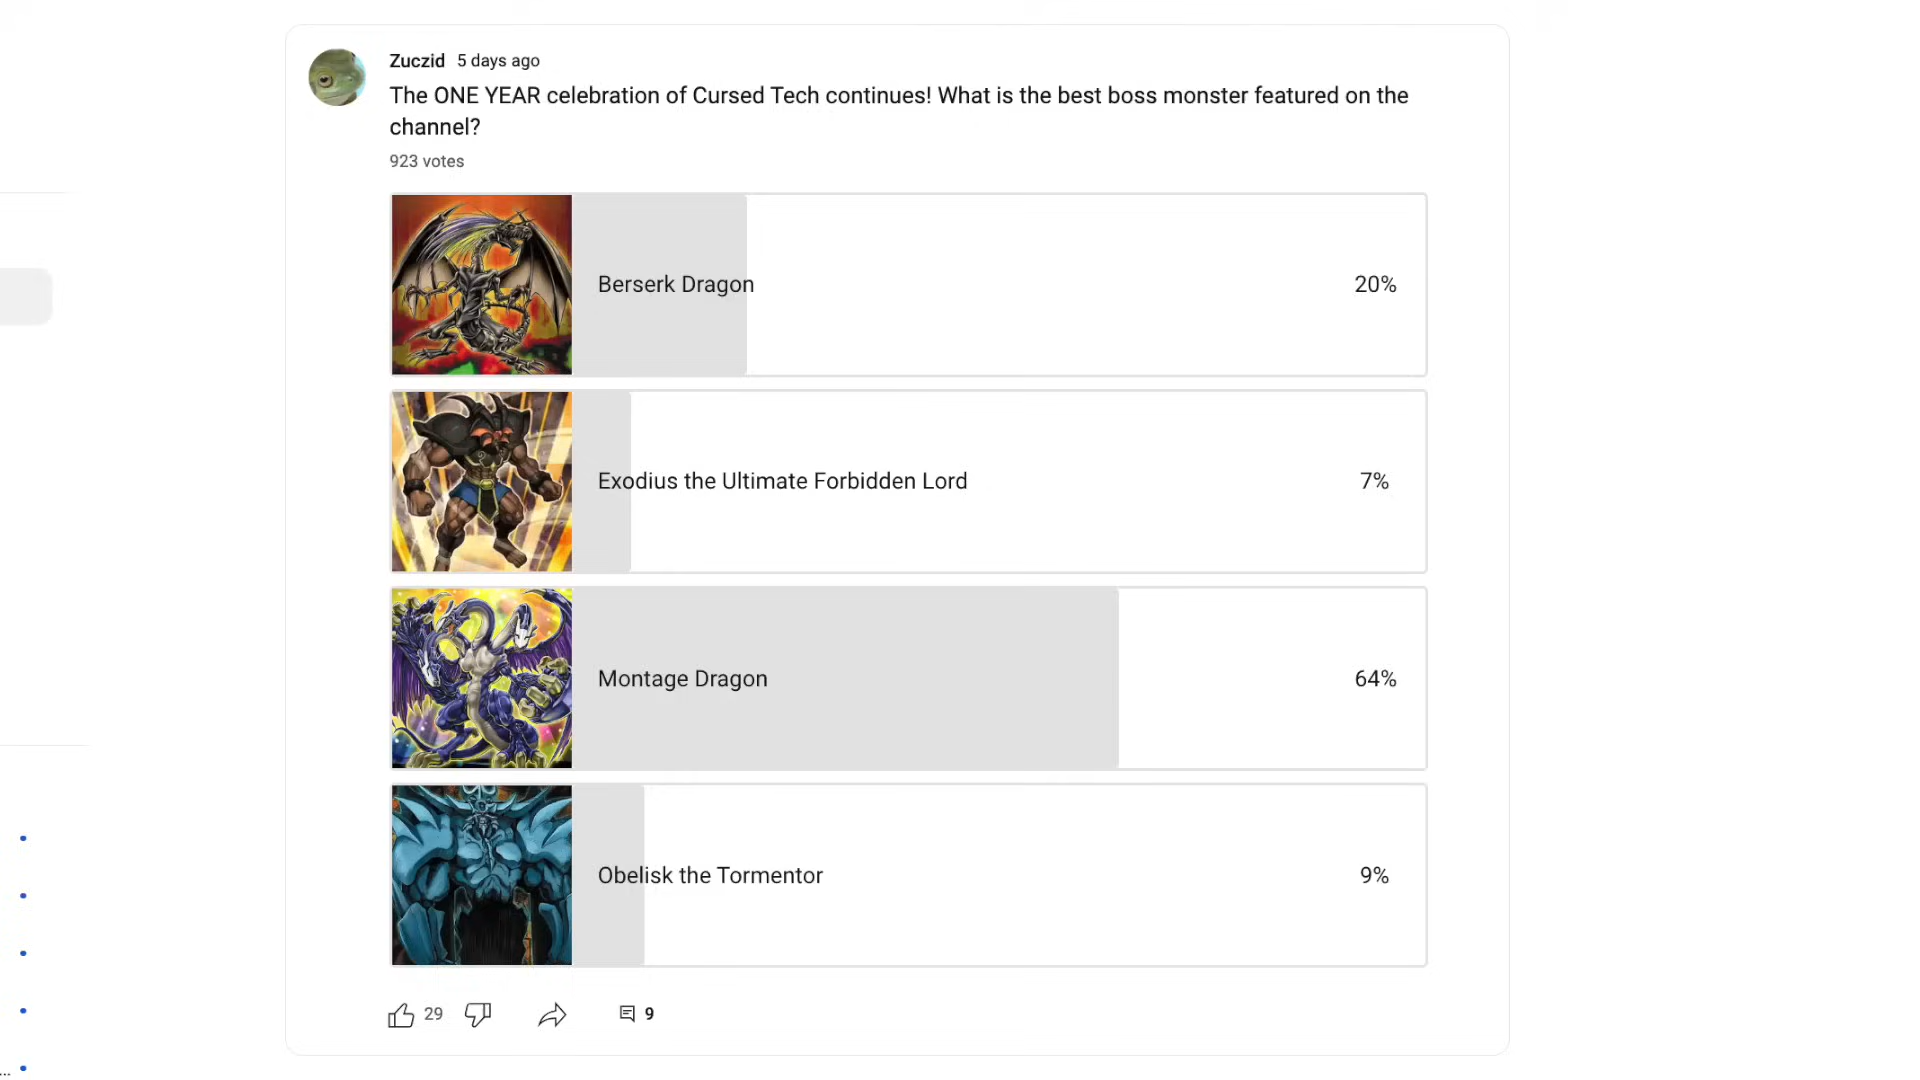 Zuczid 5 days ago
The ONE YEAR celebration of Cursed Tech continues! What is the best boss monster featured on the
channel?
923 votes
Berserk Dragon 20%
Exodius the Ultimate Forbidden Lord 7%
Montage Dragon 64%
Obelisk the Tormentor 9%
29 9
...